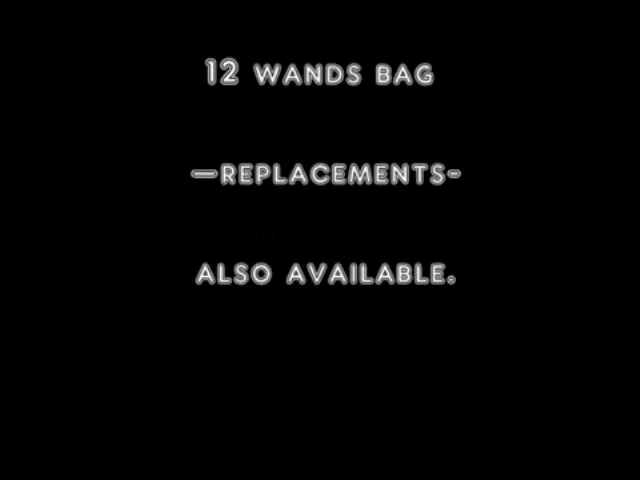 12 WANDS BAG
—REPLACEMENTS-
ALSO AVAILABLE.